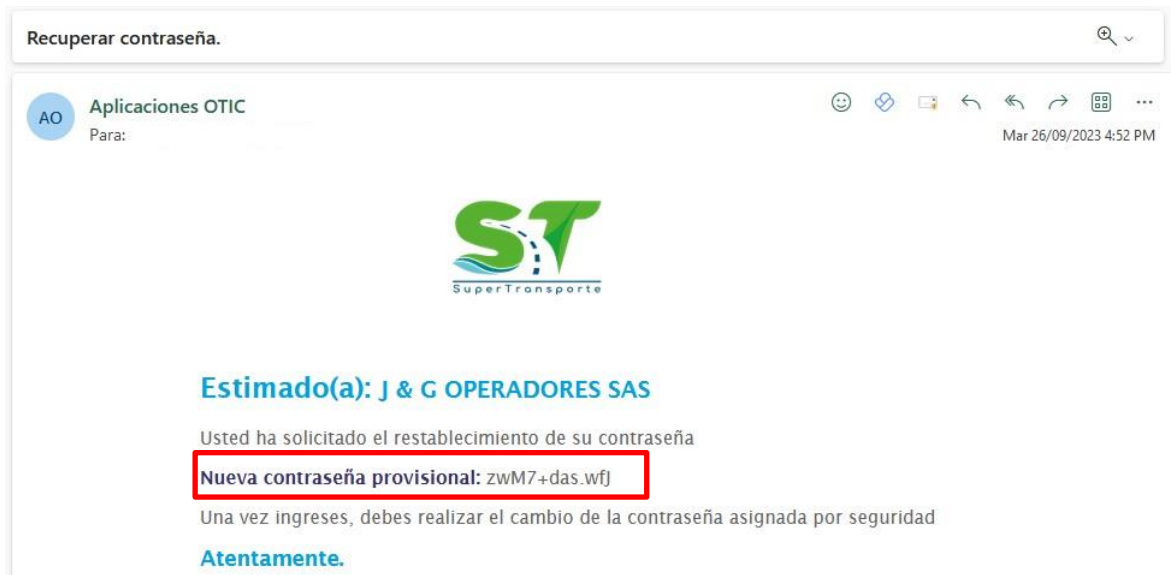 Recuperar contraseña.
AO
Aplicaciones OTIC
Para:
Mar 26/09/2023 4:52 PM
ST
SuperTransporte
Estimado(a): J & G OPERADORES SAS
Usted ha solicitado el restablecimiento de su contraseña
Nueva contraseña provisional: zwM7+das.wfJ
Una vez ingreses, debes realizar el cambio de la contraseña asignada por seguridad
Atentamente.